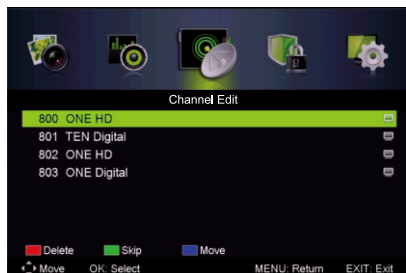 Channel Edit
800 ONE HD
801 TEN Digital
802 ONE HD
803 ONE Digital
Delete Skip Move
Move OK: Select MENU: Return EXIT: Exit